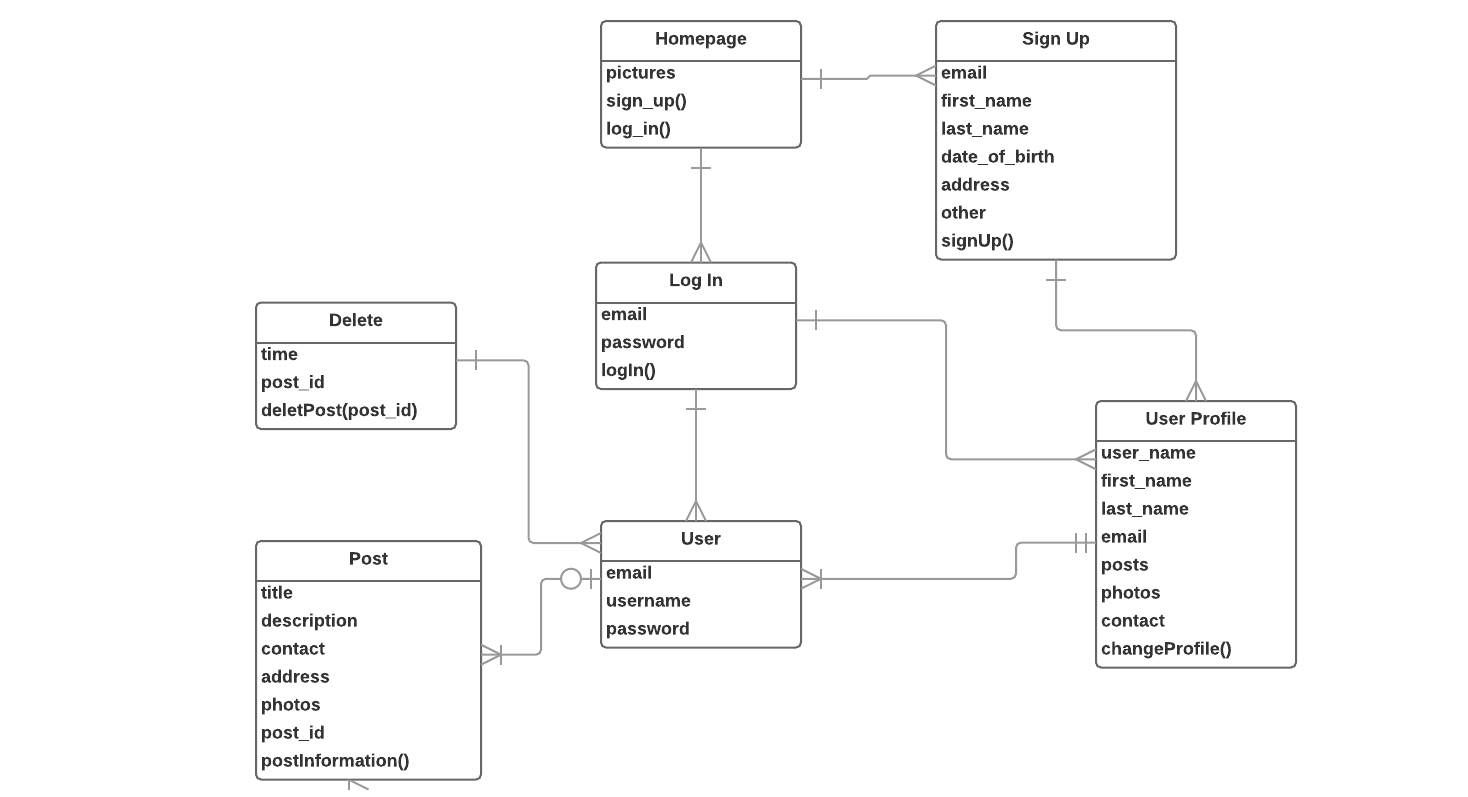 Homepage
pictures
sign_up()
log_in()
Sign Up
email
first_name
last_name
date_of_birth
address
other
signUp()
Log In
email
password
logIn()
Delete
time
post_id
deletPost(post_id)
User Profile
user_name
first_name
last_name
email
posts
photos
contact
changeProfile()
User
email
username
password
Post
title
description
contact
address
photos
post_id
postInformation()